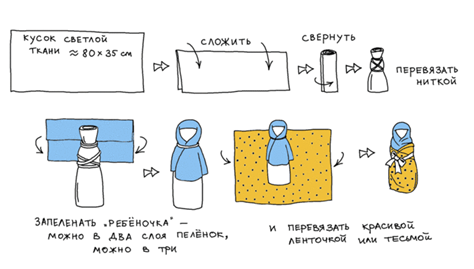 КУСОК СВЕТЛОЙ
ТКАНИ ≈ 80×35 см
СЛОЖИТЬ
СВЕРНУТЬ
ПЕРЕВЯЗАТЬ
НИТКОЙ
ЗАПЕЛЕНАТЬ „РЕБЁНОЧКА" –
МОЖНО В ДВА СЛОЯ ПЕЛЁНОК,
МОЖНО В ТРИ
И ПЕРЕВЯЗАТЬ КРАСИВОЙ
ЛЕНТОЧКОЙ ИЛИ ТЕСЬМОЙ